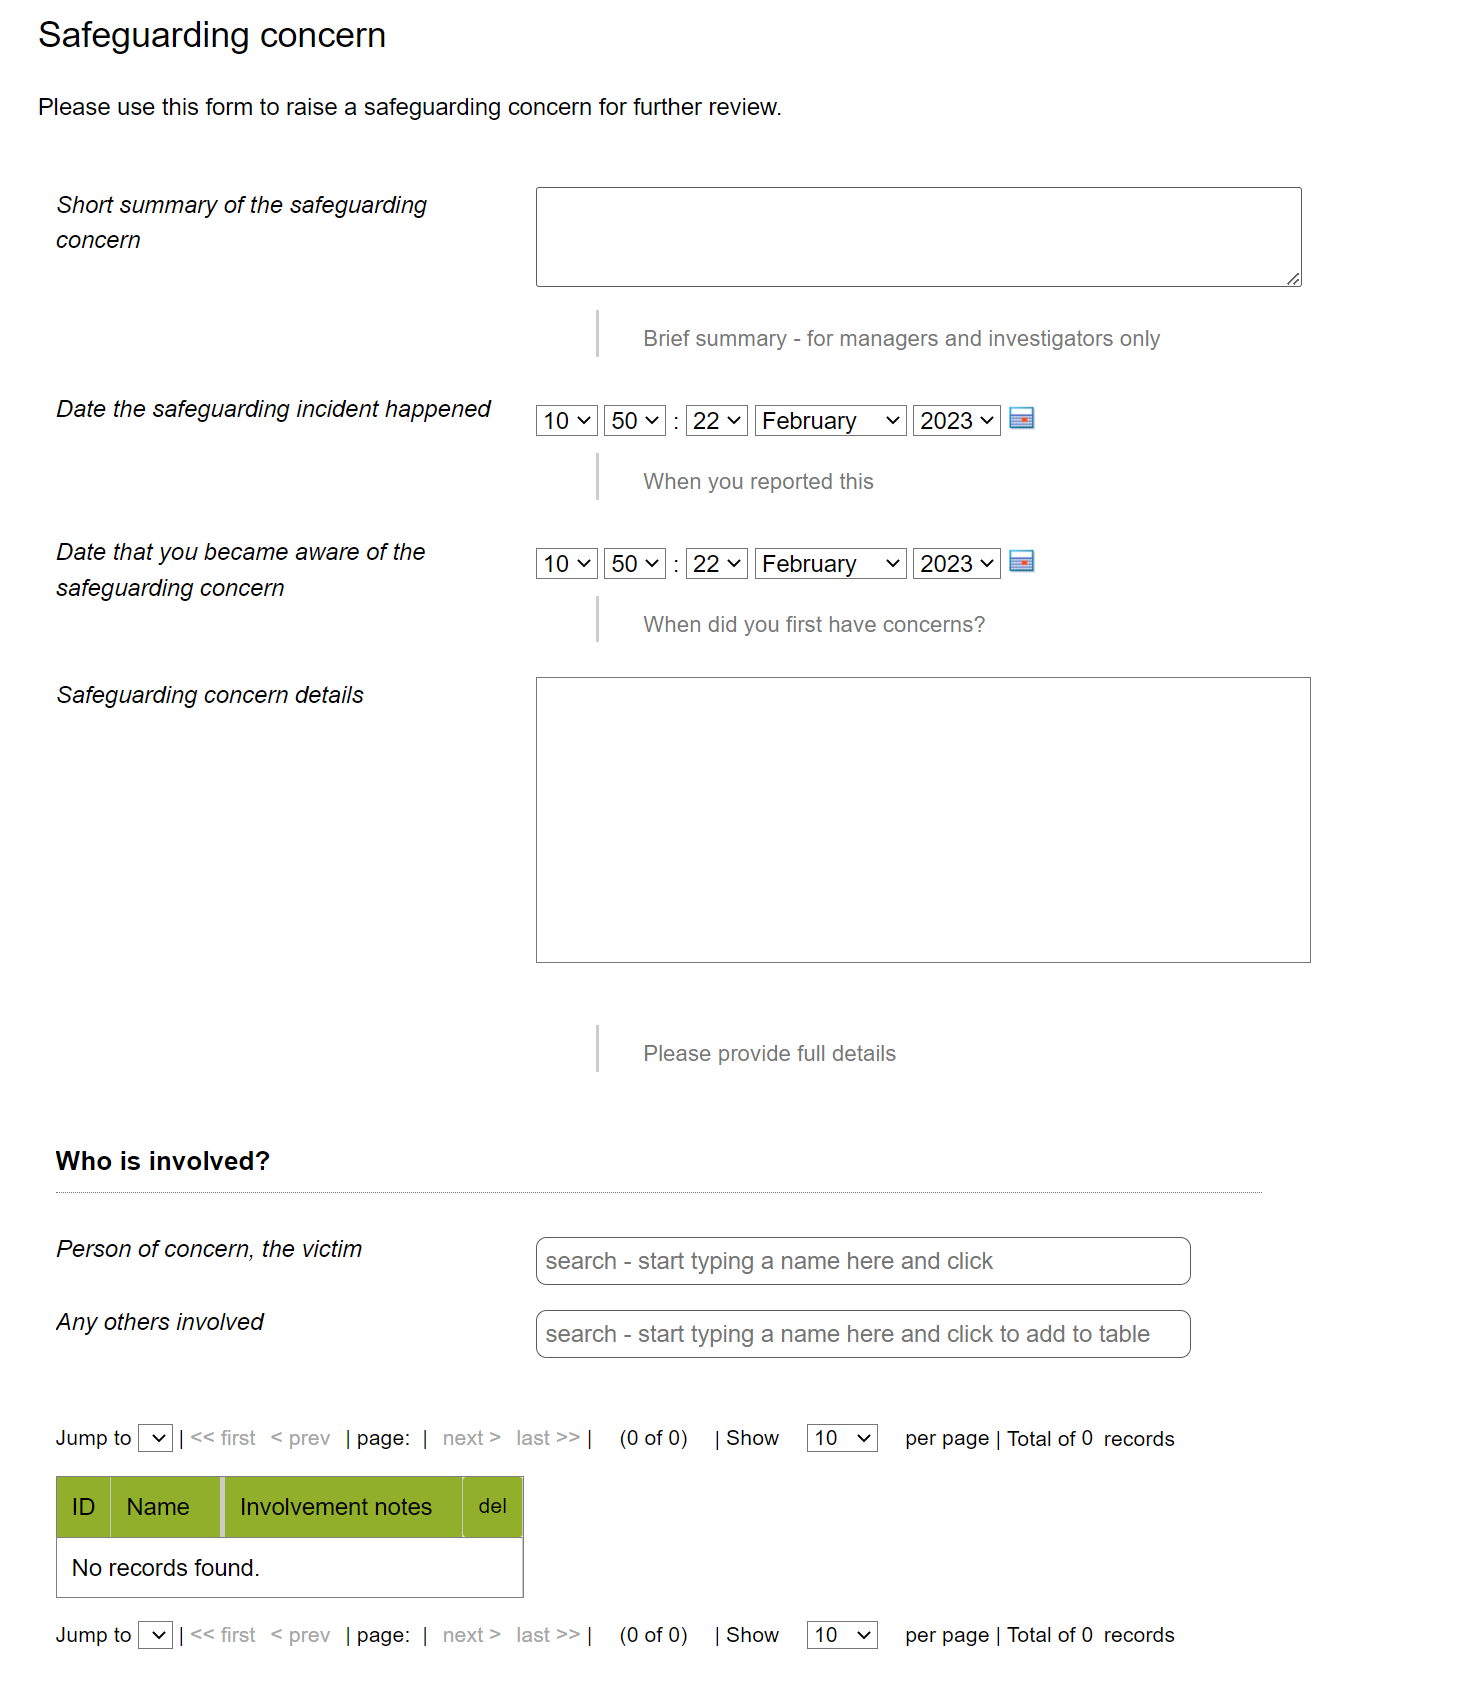 Safeguarding concern
Please use this form to raise a safeguarding concern for further review.
Short summary of the safeguarding
concern
Brief summary - for managers and investigators only
Date the safeguarding incident happened
10 50 : 22 February 2023
When you reported this
Date that you became aware of the
safeguarding concern
10 50 : 22 February 2023
When did you first have concerns?
Safeguarding concern details
Please provide full details
Who is involved?
Person of concern, the victim
search - start typing a name here and click
Any others involved
search - start typing a name here and click to add to table
Jump to | << first < prev | page: | next > last >> | (0 of 0) | Show 10 per page | Total of 0 records
ID Name Involvement notes del
No records found.
Jump to | << first < prev | page: | next > last >> | (0 of 0) | Show 10 per page | Total of 0 records